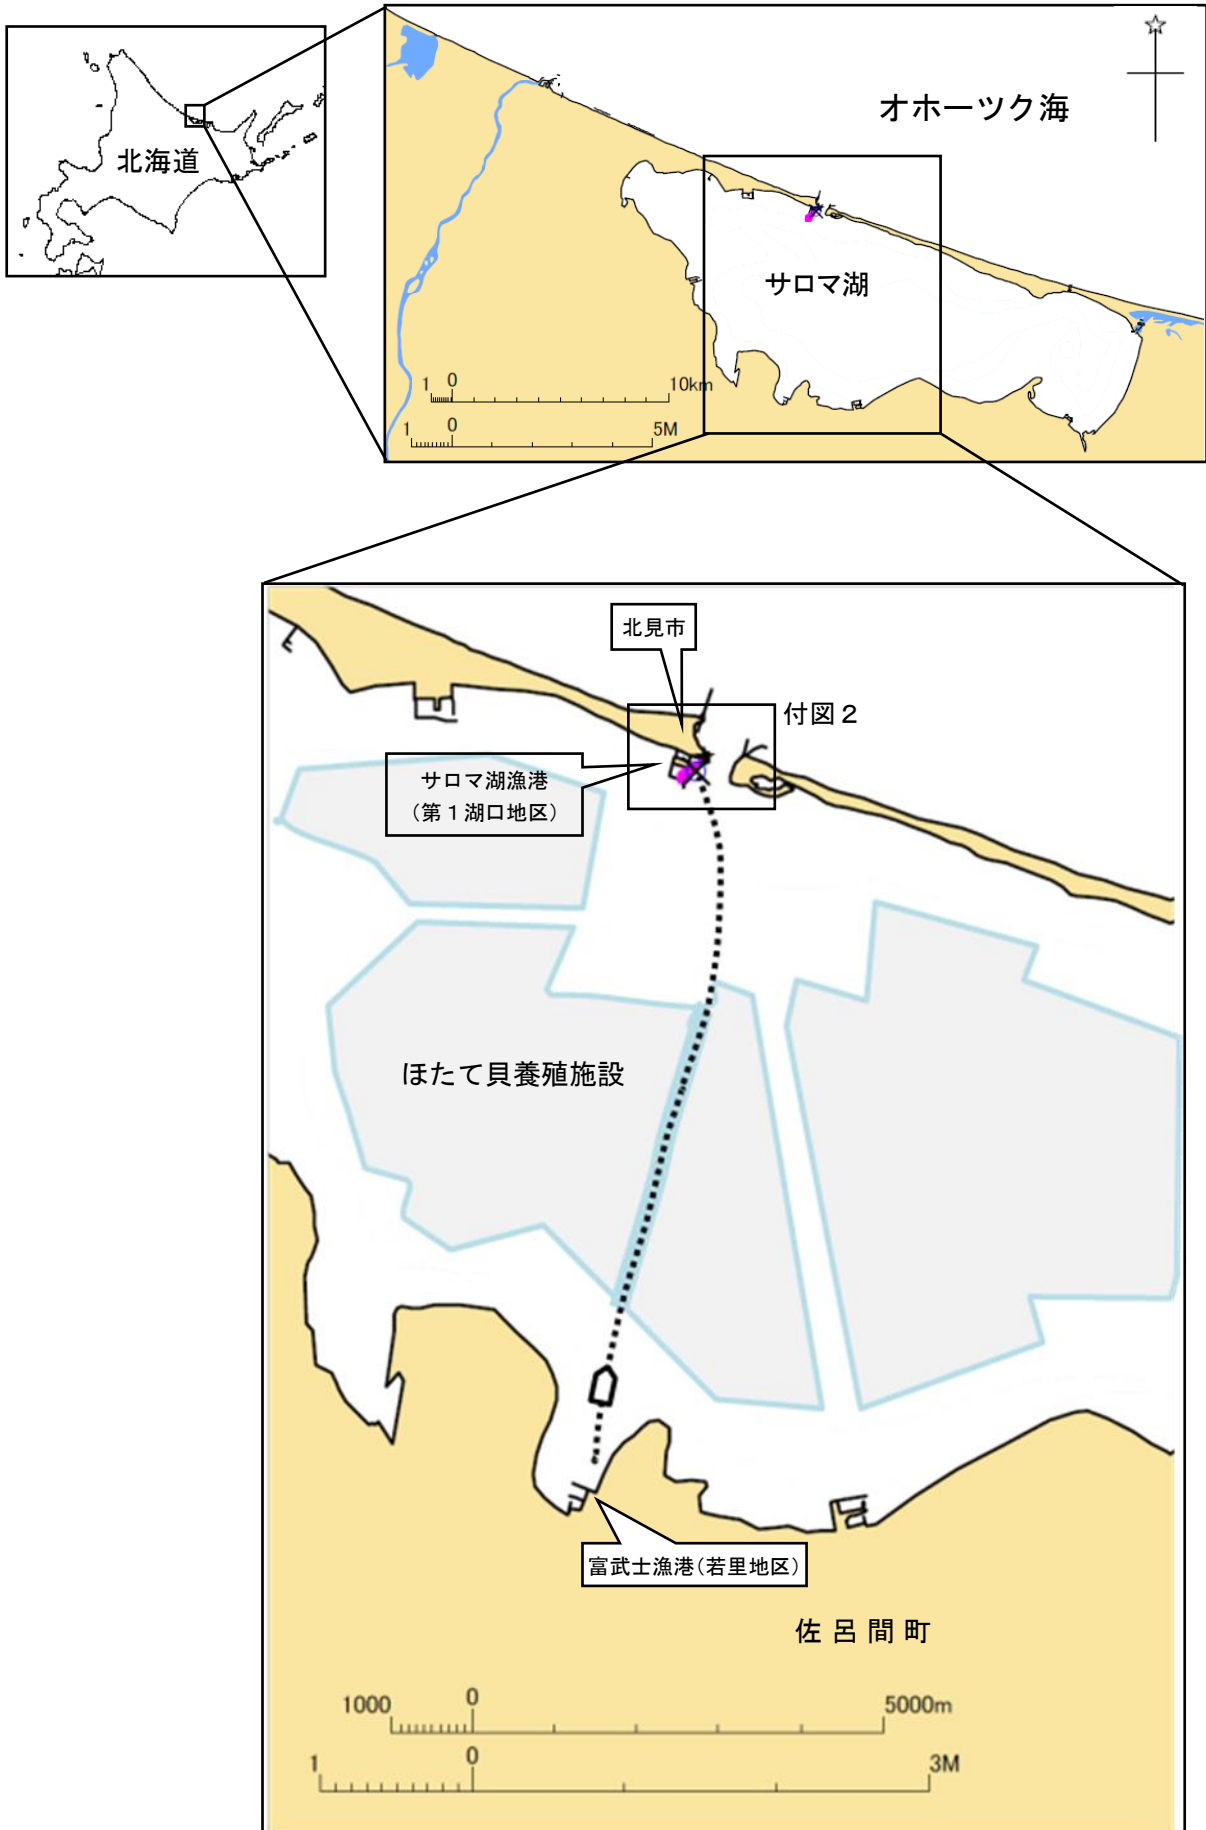 北海道
オホーツク海
サロマ湖
1 0 10km
1 0 5M
北見市
付図2
サロマ湖漁港
(第1湖口地区)
ほたて貝養殖施設
富武士漁港(若里地区)
佐呂間町
1000 0 5000m
1 0 3M